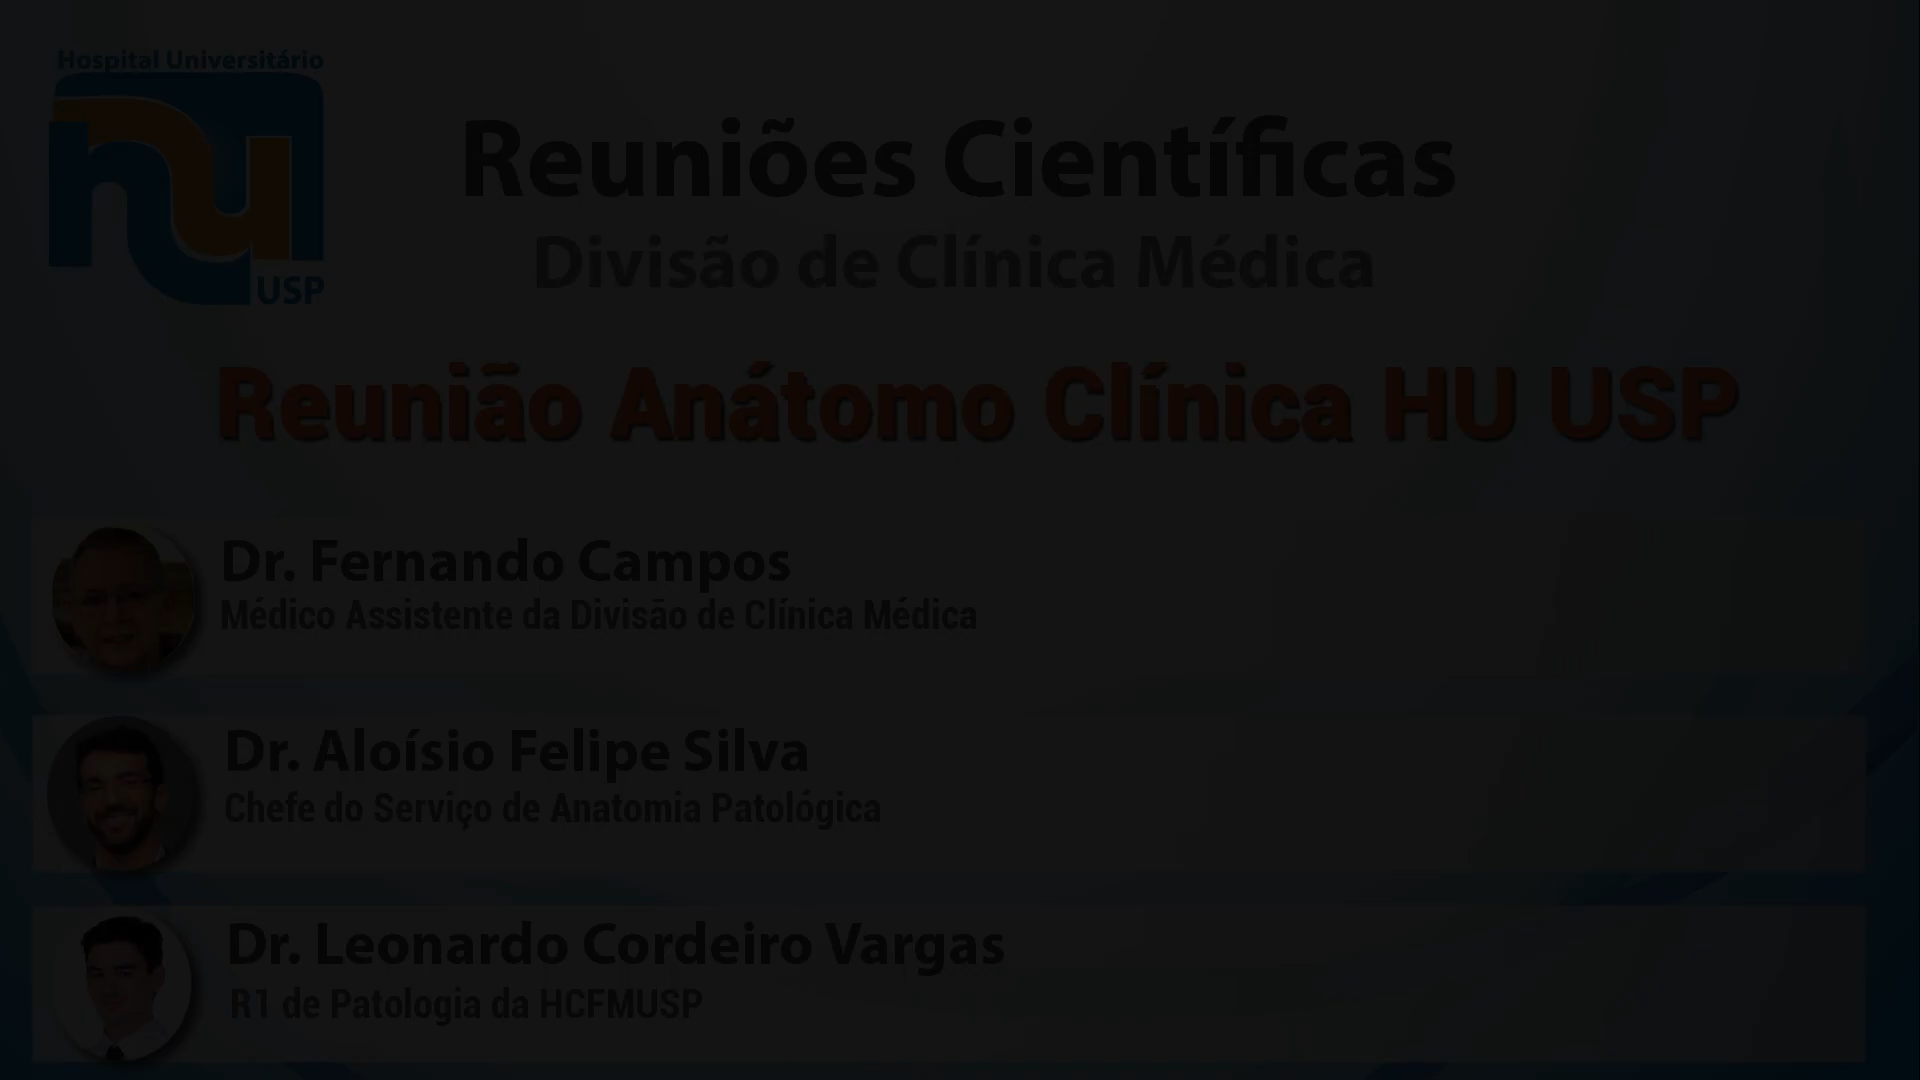 Hospital Universitário
hu
USP
Reuniões Científicas
Divisão de Clínica Médica
Reunião Anátomo Clínica HU USP
Dr. Fernando Campos
Médico Assistente da Divisão de Clínica Médica
Dr. Aloísio Felipe Silva
Chefe do Serviço de Anatomia Patológica
Dr. Leonardo Cordeiro Vargas
R1 de Patologia da HCFMUSP